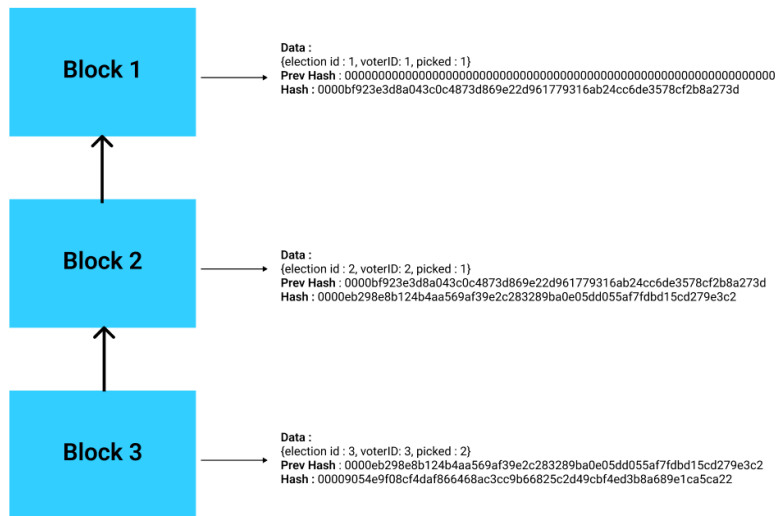 Block 1
Data :
{election id : 1, voterID: 1, picked : 1}
Prev Hash : 0000000000000000000000000000000000000000000000000000000000000000
Hash : 0000bf923e3d8a043c0c4873d869e22d961779316ab24cc6de3578cf2b8a273d
Block 2
Data :
{election id : 2, voterID: 2, picked : 1}
Prev Hash : 0000bf923e3d8a043c0c4873d869e22d961779316ab24cc6de3578cf2b8a273d
Hash : 0000eb298e8b124b4aa569af39e2c283289ba0e05dd055af7fdbd15cd279e3c2
Block 3
Data :
{election id : 3, voterID: 3, picked : 2}
Prev Hash : 0000eb298e8b124b4aa569af39e2c283289ba0e05dd055af7fdbd15cd279e3c2
Hash : 00009054e9f08cf4daf866468ac3cc9b66825c2d49cbf4ed3b8a689e1ca5ca22